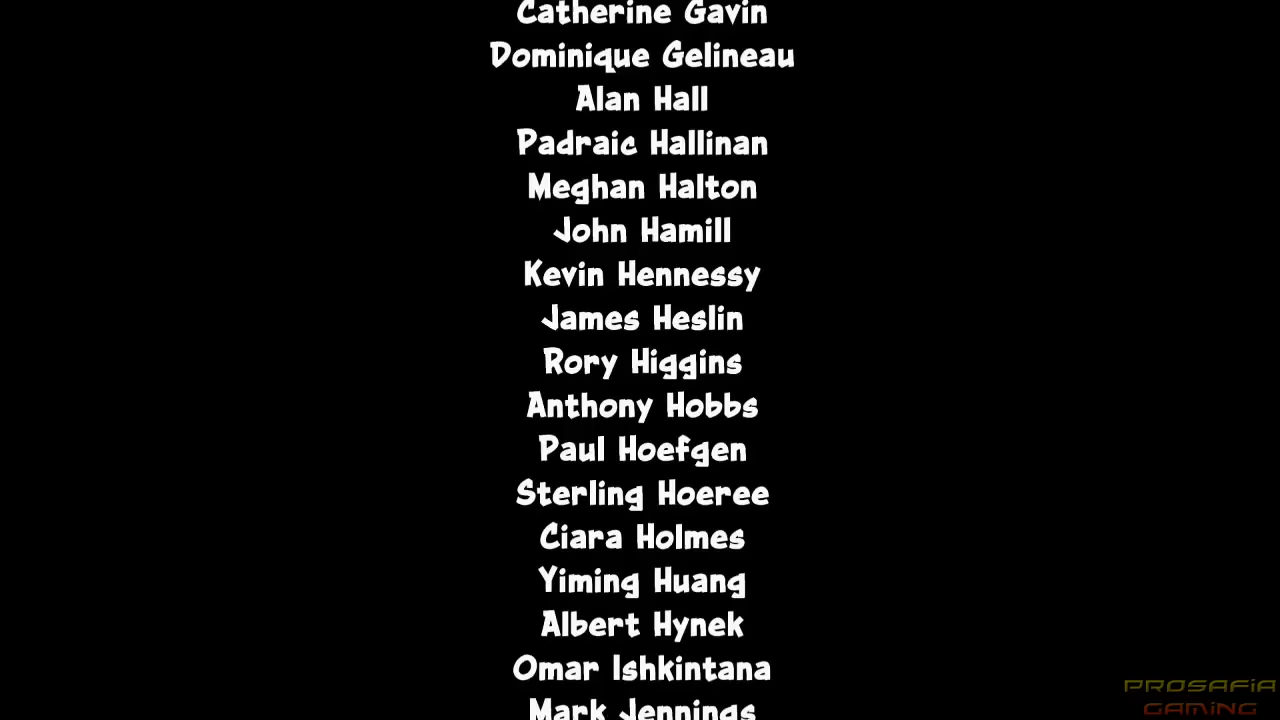 Catherine Gavin
Dominique Gelineau
Alan Hall
Padraic Hallinan
Meghan Halton
John Hamill
Kevin Hennessy
James Heslin
Rory Higgins
Anthony Hobbs
Paul Hoefgen
Sterling Hoeree
Ciara Holmes
Yiming Huang
Albert Hynek
Omar Ishkintana
Mark Jennings
PROSAFIA
GAMING